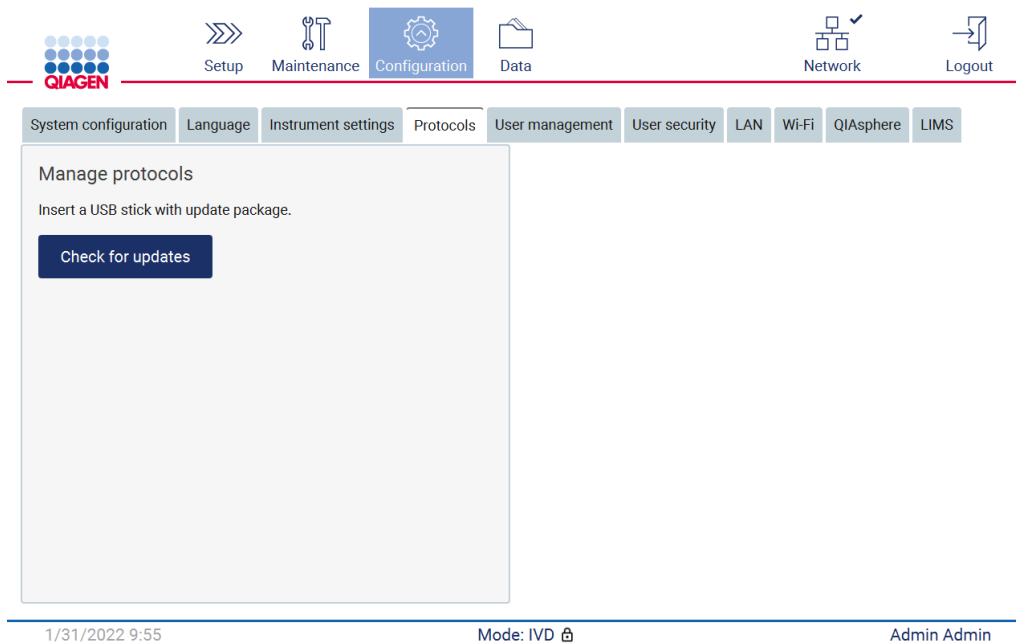 QIAGEN
Setup
Maintenance
Configuration
Data
Network
Logout
System configuration
Language
Instrument settings
Protocols
User management
User security
LAN
Wi-Fi
QIAsphere
LIMS
Manage protocols
Insert a USB stick with update package.
Check for updates
1/31/2022 9:55
Mode: IVD
Admin Admin